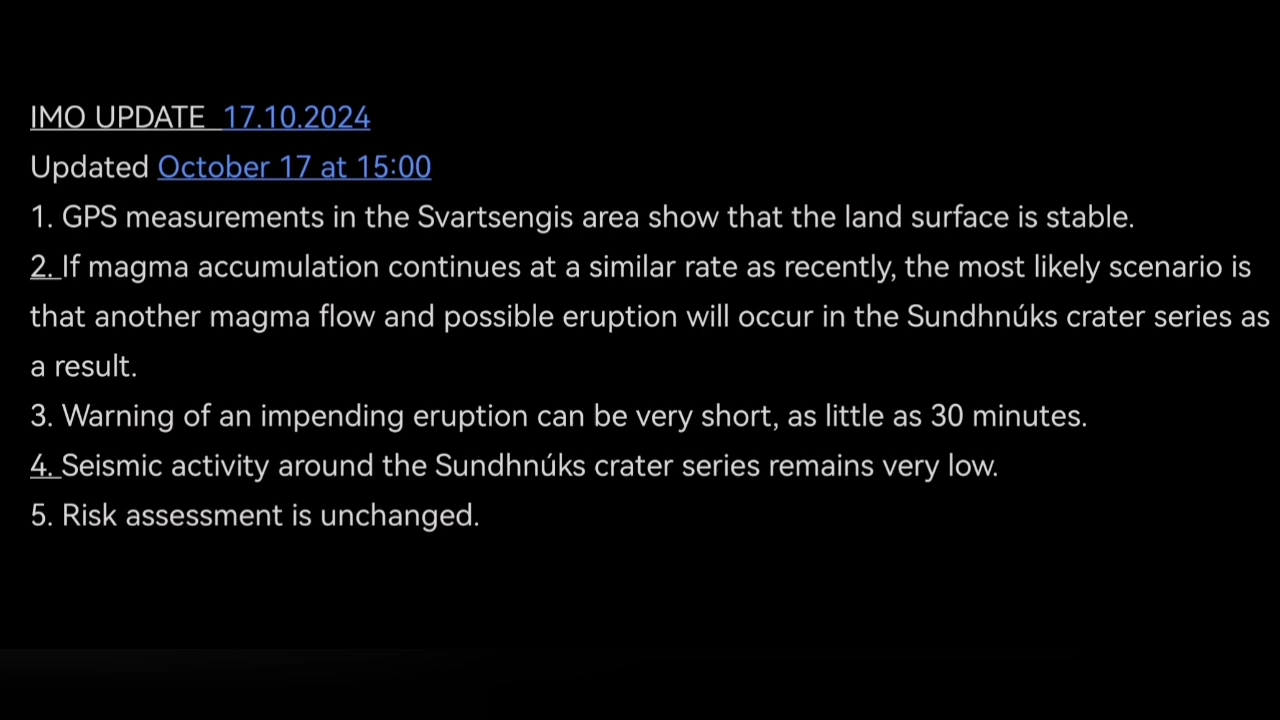 IMO UPDATE 17.10.2024
Updated October 17 at 15:00
1. GPS measurements in the Svartsengis area show that the land surface is stable.
2. If magma accumulation continues at a similar rate as recently, the most likely scenario is
that another magma flow and possible eruption will occur in the Sundhnúks crater series as
a result.
3. Warning of an impending eruption can be very short, as little as 30 minutes.
4. Seismic activity around the Sundhnúks crater series remains very low.
5. Risk assessment is unchanged.